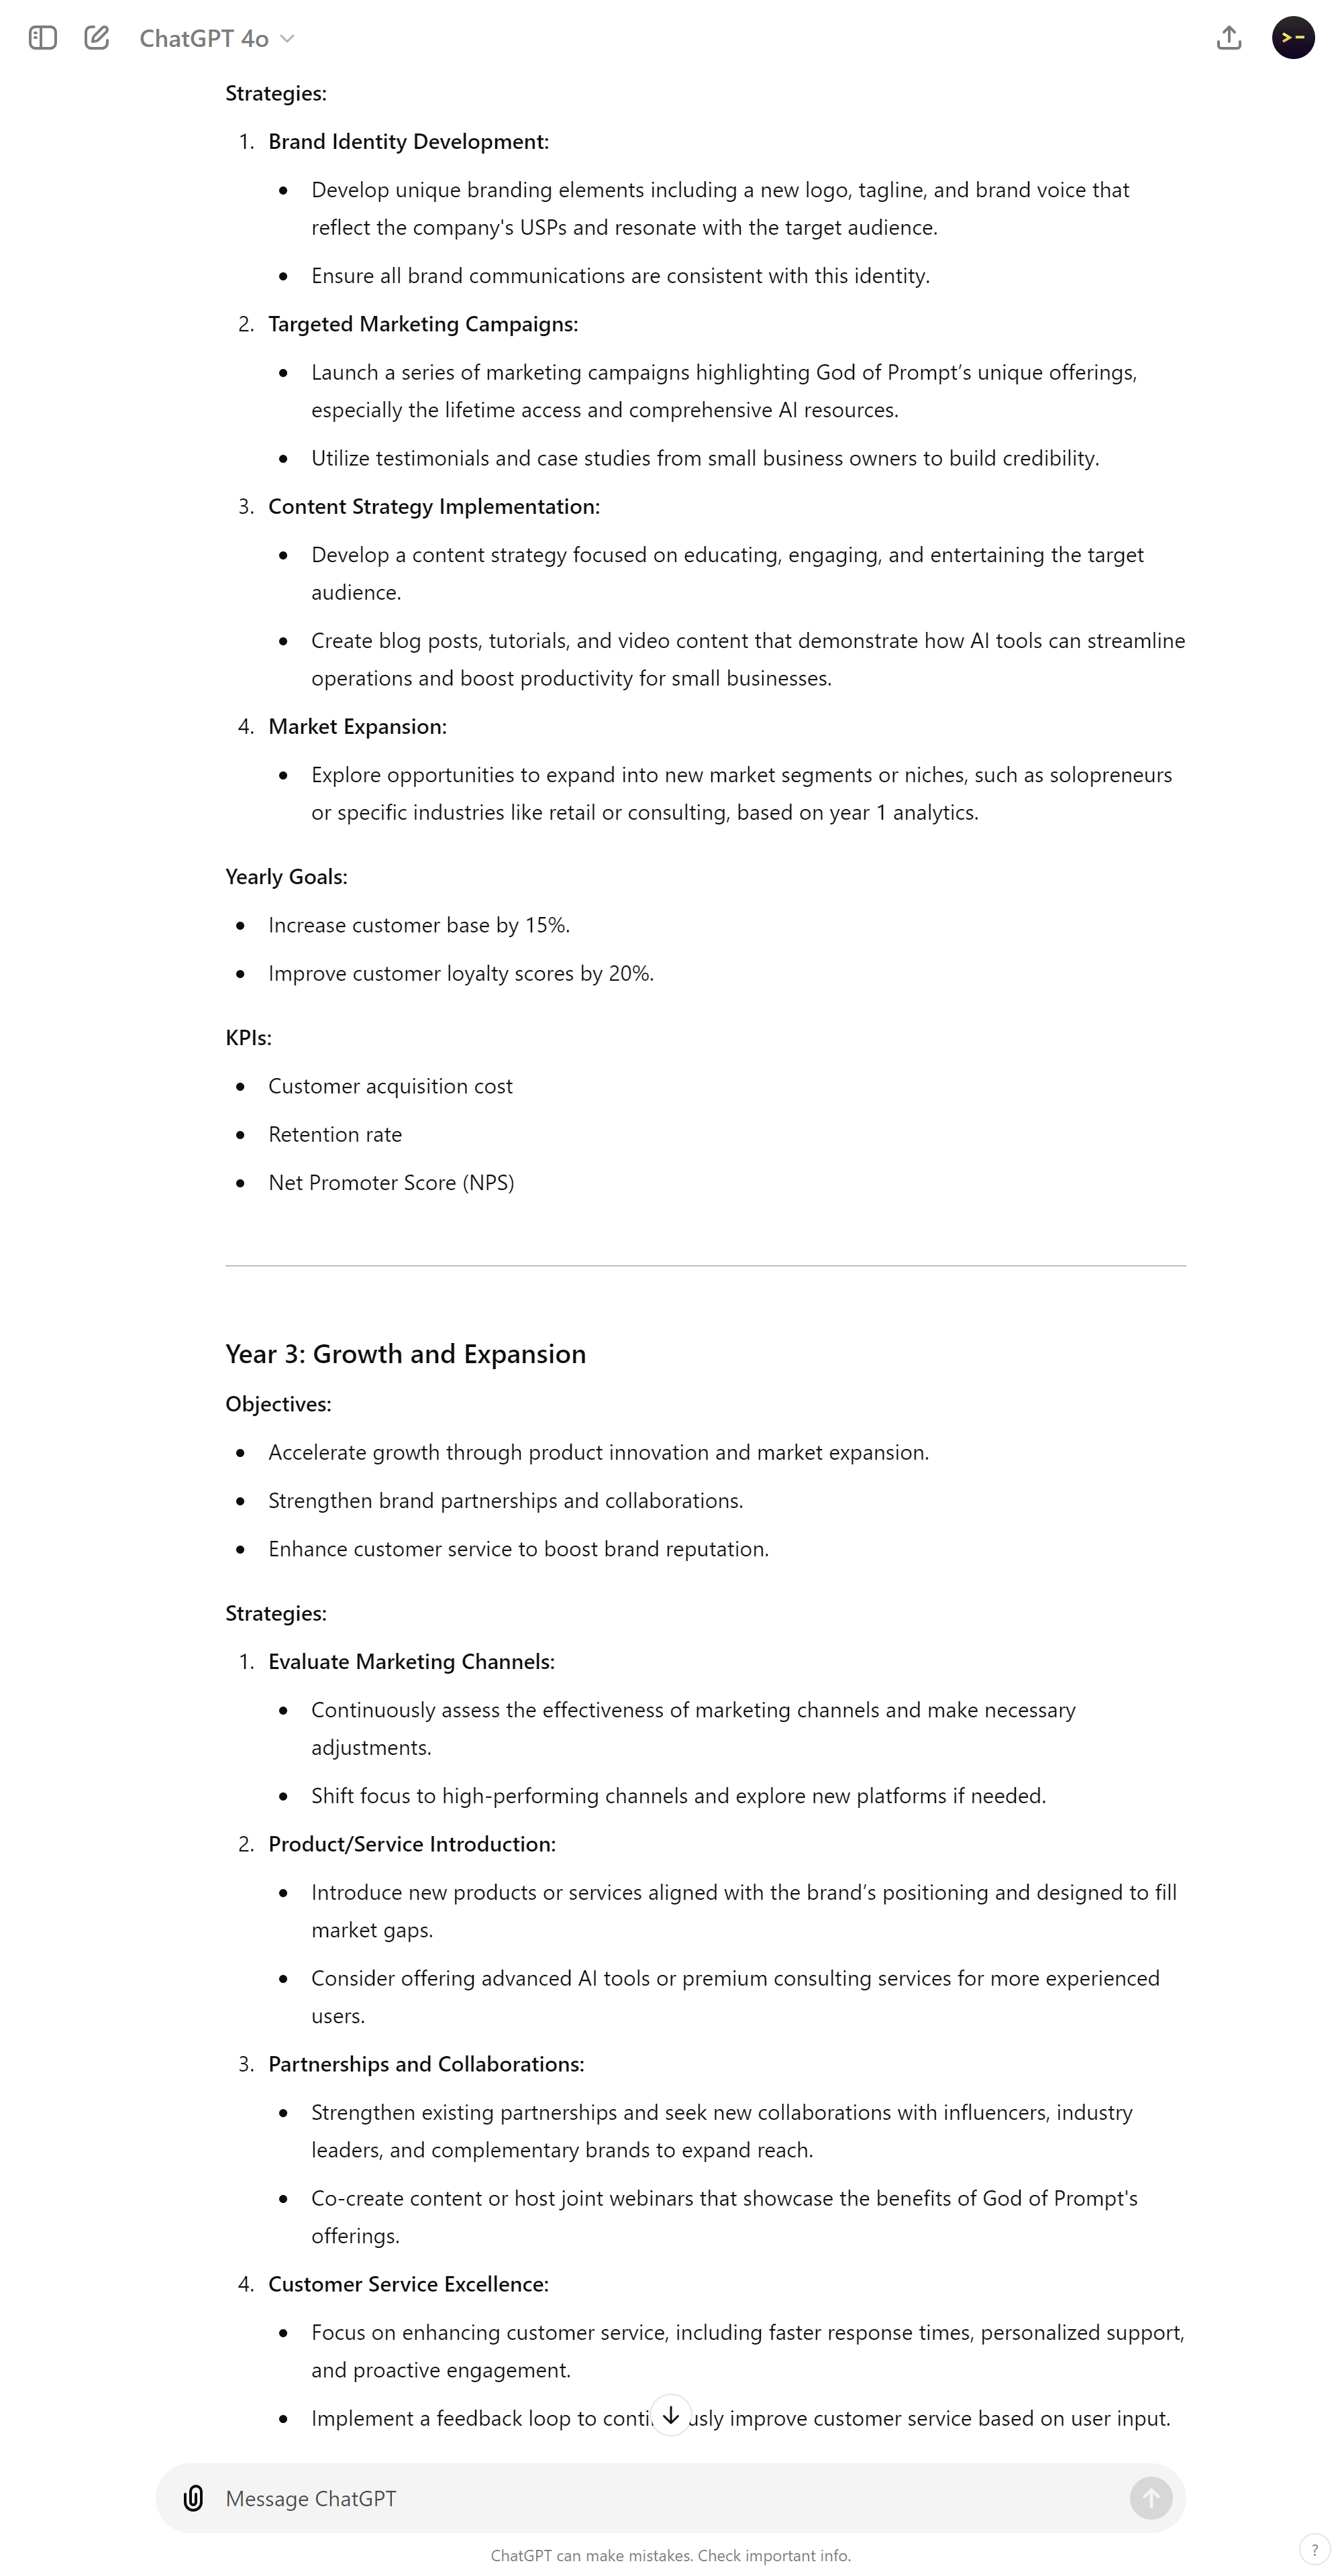 ChatGPT 4o
Strategies:
1. Brand Identity Development:
• Develop unique branding elements including a new logo, tagline, and brand voice that
reflect the company's USPs and resonate with the target audience.
• Ensure all brand communications are consistent with this identity.
2. Targeted Marketing Campaigns:
• Launch a series of marketing campaigns highlighting God of Prompt’s unique offerings,
especially the lifetime access and comprehensive AI resources.
• Utilize testimonials and case studies from small business owners to build credibility.
3. Content Strategy Implementation:
• Develop a content strategy focused on educating, engaging, and entertaining the target
audience.
• Create blog posts, tutorials, and video content that demonstrate how AI tools can streamline
operations and boost productivity for small businesses.
4. Market Expansion:
• Explore opportunities to expand into new market segments or niches, such as solopreneurs
or specific industries like retail or consulting, based on year 1 analytics.
Yearly Goals:
• Increase customer base by 15%.
• Improve customer loyalty scores by 20%.
KPIs:
• Customer acquisition cost
• Retention rate
• Net Promoter Score (NPS)
Year 3: Growth and Expansion
Objectives:
• Accelerate growth through product innovation and market expansion.
• Strengthen brand partnerships and collaborations.
• Enhance customer service to boost brand reputation.
Strategies:
1. Evaluate Marketing Channels:
• Continuously assess the effectiveness of marketing channels and make necessary
adjustments.
• Shift focus to high-performing channels and explore new platforms if needed.
2. Product/Service Introduction:
• Introduce new products or services aligned with the brand’s positioning and designed to fill
market gaps.
• Consider offering advanced AI tools or premium consulting services for more experienced
users.
3. Partnerships and Collaborations:
• Strengthen existing partnerships and seek new collaborations with influencers, industry
leaders, and complementary brands to expand reach.
• Co-create content or host joint webinars that showcase the benefits of God of Prompt's
offerings.
4. Customer Service Excellence:
• Focus on enhancing customer service, including faster response times, personalized support,
and proactive engagement.
• Implement a feedback loop to continuously improve customer service based on user input.
Message ChatGPT
ChatGPT can make mistakes. Check important info.
?